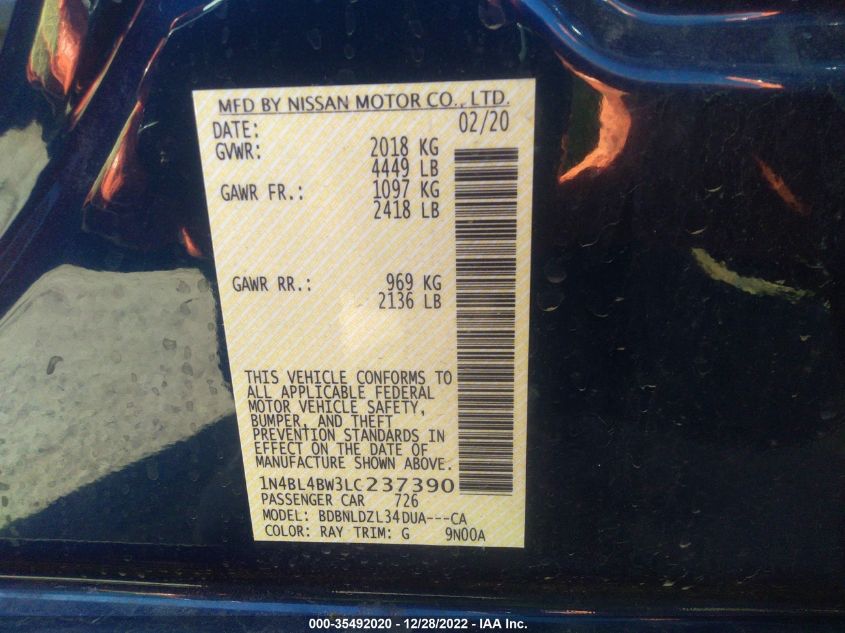 MFD BY NISSAN MOTOR CO., LTD.
DATE: 02/20
GVWR: 2018 KG
4449 LB
GAWR FR.: 1097 KG
2418 LB
GAWR RR.: 969 KG
2136 LB
THIS VEHICLE CONFORMS TO
ALL APPLICABLE FEDERAL
MOTOR VEHICLE SAFETY,
BUMPER, AND THEFT
PREVENTION STANDARDS IN
EFFECT ON THE DATE OF
MANUFACTURE SHOWN ABOVE.
1N4BL4BW3LC237390
PASSENGER CAR 726
MODEL: BDBNLDZL34DUA---CA
COLOR: RAY TRIM: G 9N00A
000-35492020 - 12/28/2022 - IAA Inc.